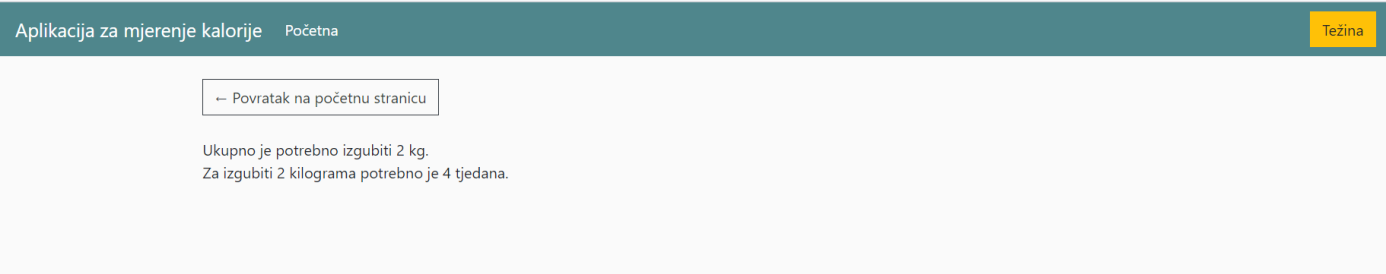 Aplikacija za mjerenje kalorije Početna Težina
← Povratak na početnu stranicu
Ukupno je potrebno izgubiti 2 kg.
Za izgubiti 2 kilograma potrebno je 4 tjedana.